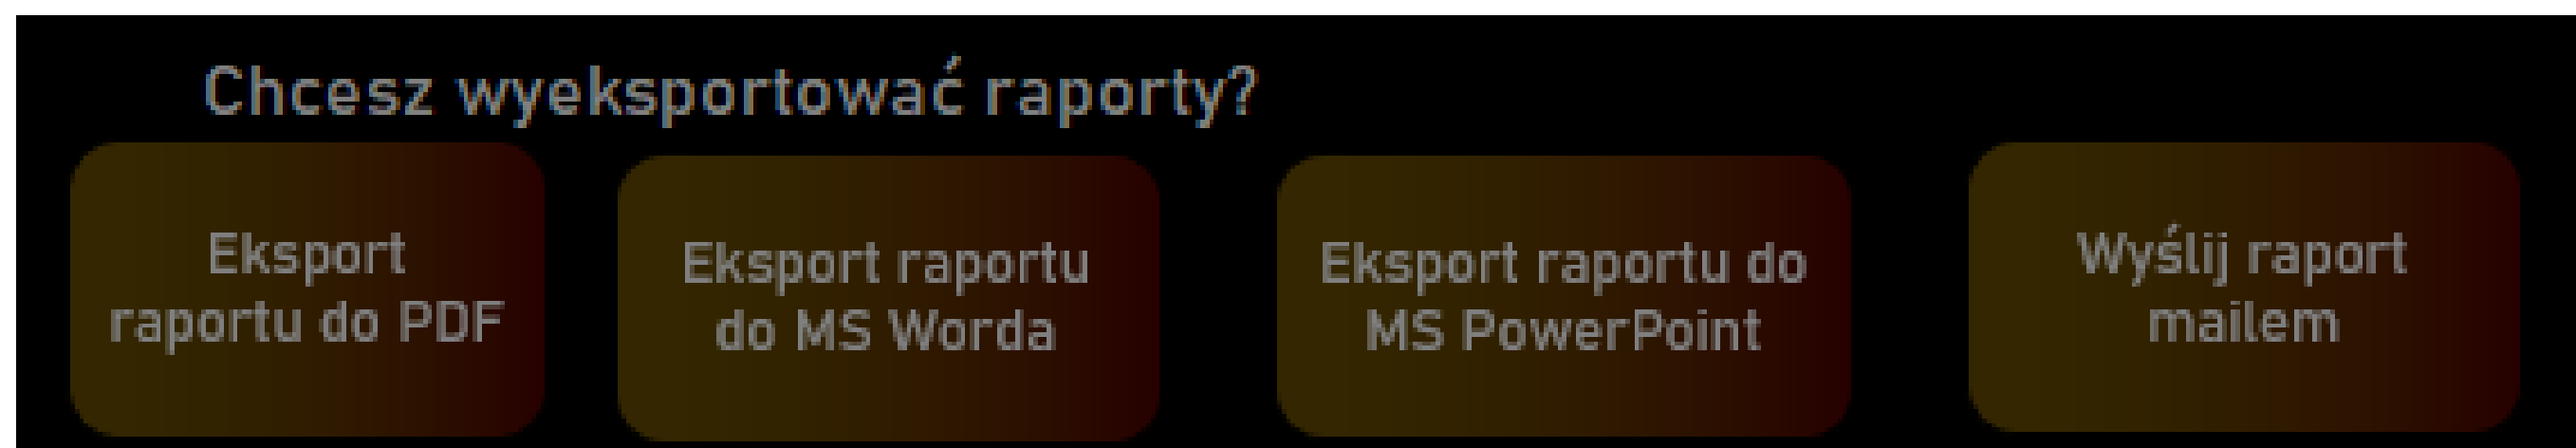 Chcesz wyeksportować raporty?
Eksport
raportu do PDF
Eksport raportu
do MS Worda
Eksport raportu do
MS PowerPoint
Wyślij raport
mailem